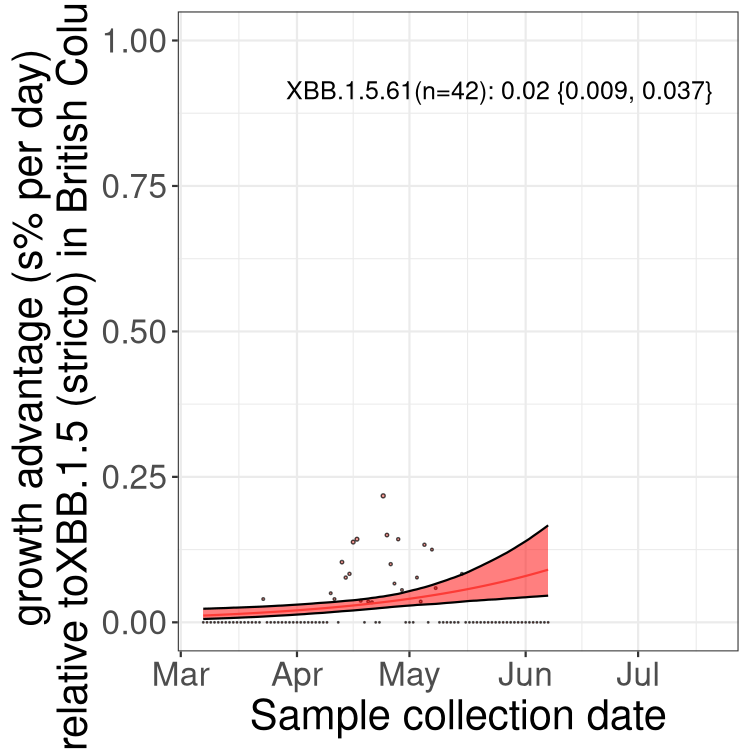 growth advantage (s% per day)
relative toXBB.1.5 (stricto) in British Colu
1.00
0.75
0.50
0.25
0.00
XBB.1.5.61(n=42): 0.02 {0.009, 0.037}
Mar Apr May Jun Jul
Sample collection date